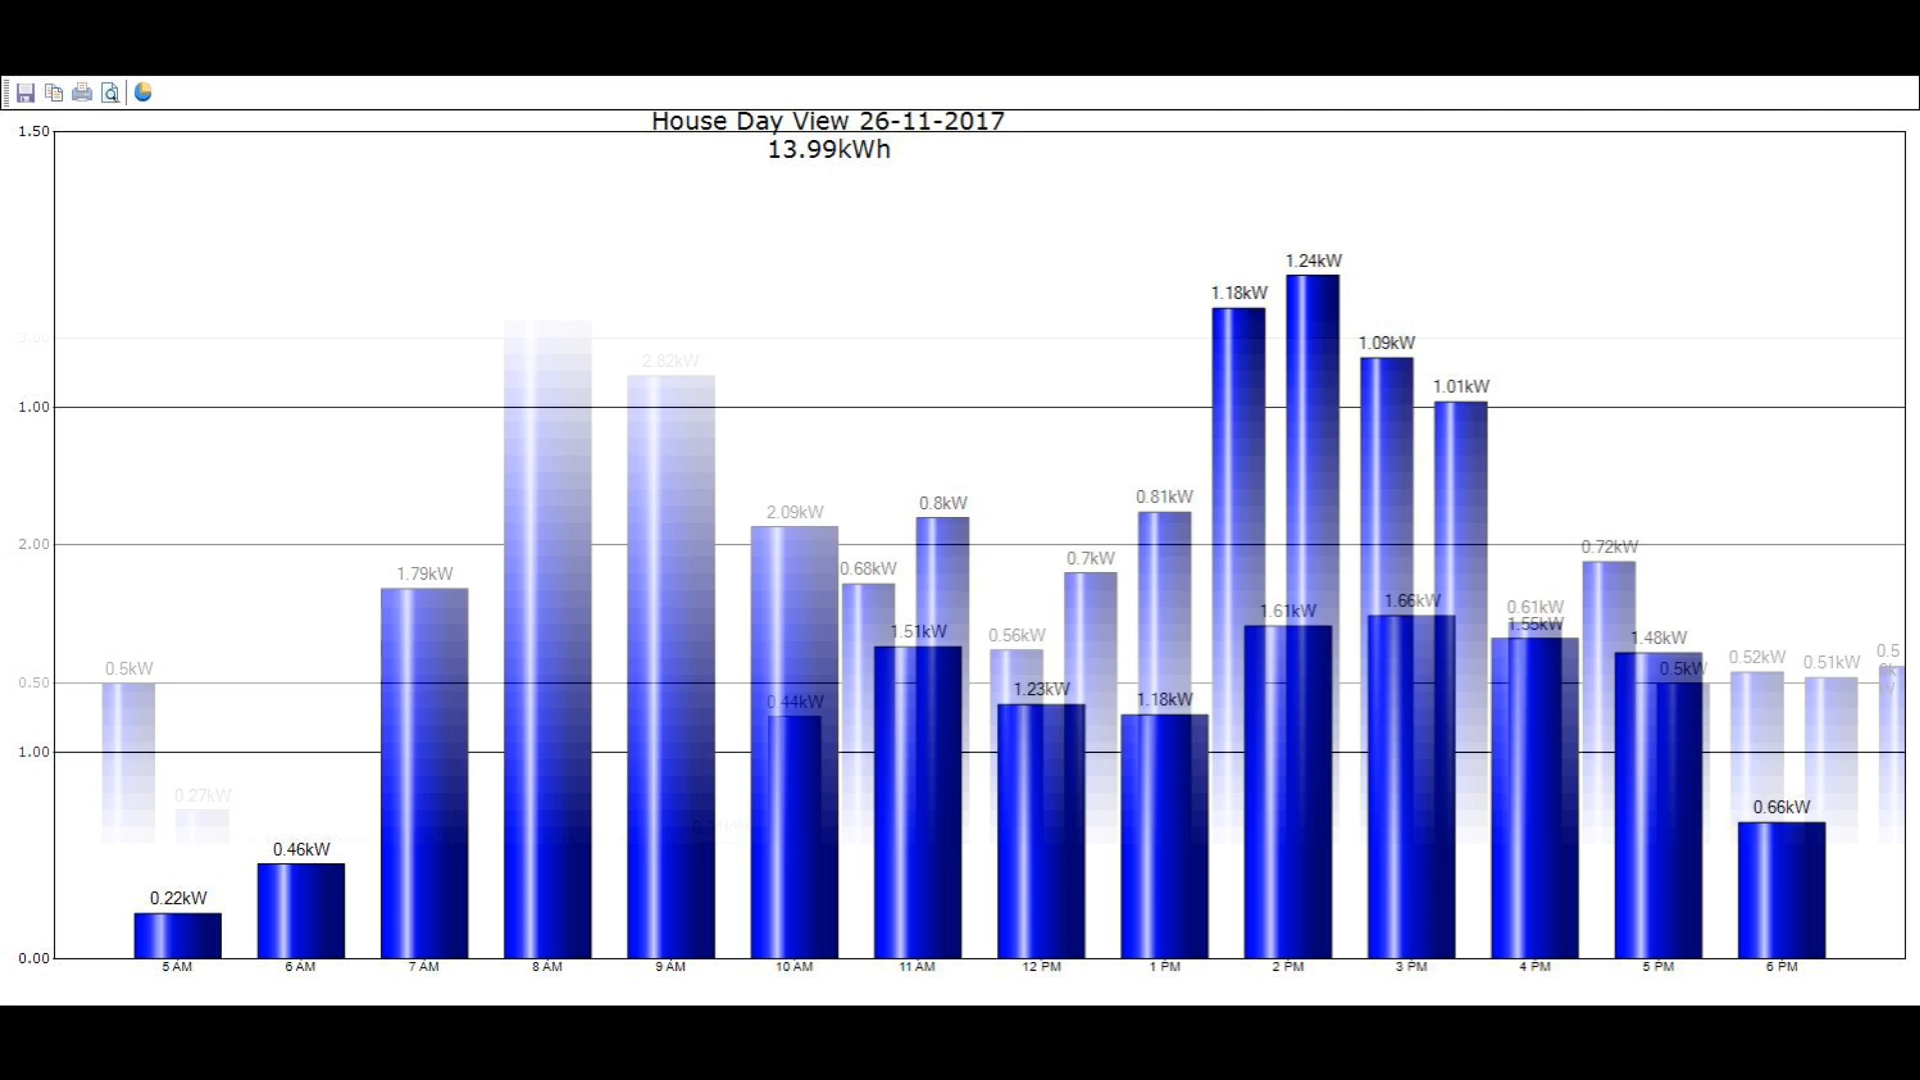 House Day View 26-11-2017
1.50
13.99kWh
1.24kW
1.18kW
3.00
1.09kW
2.82kW
1.01kW
1.00
0.81kW
0.8kW
2.09kW
2.00
0.72kW
0.7kW
0.68kW
1.79kW
1.66kW
0.61kW
1.61kW
1.55kW
1.51kW
0.56kW
1.48kW
0.5
0.52kW
0.51kW
0.5kW
0.5kW
0.50
1.23kW
1.18kW
0.44kW
1.00
0.27kW
0.66kW
0.46kW
0.22kW
0.00
5 AM 6 AM 7 AM 8 AM 9 AM 10 AM 11 AM 12 PM 1 PM 2 PM 3 PM 4 PM 5 PM 6 PM